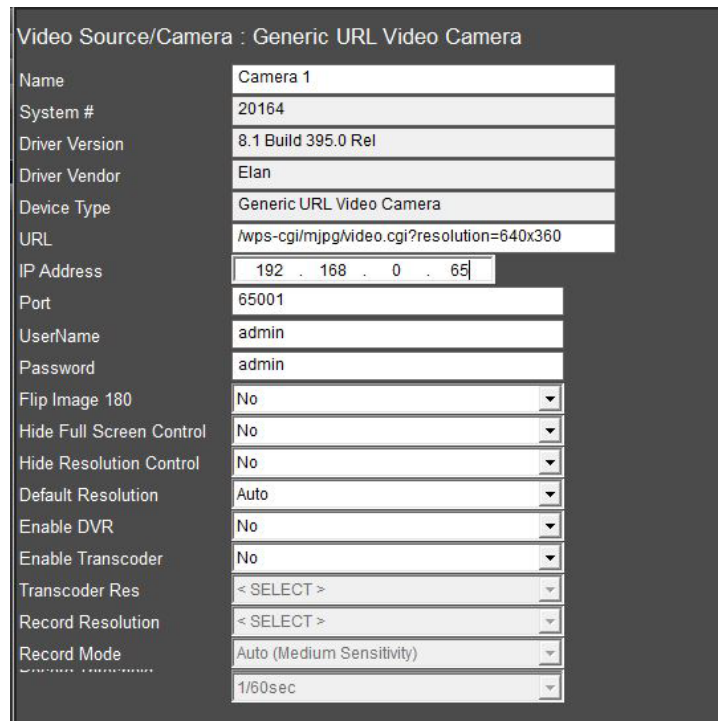 Video Source/Camera : Generic URL Video Camera
Name Camera 1
System # 20164
Driver Version 8.1 Build 395.0 Rel
Driver Vendor Elan
Device Type Generic URL Video Camera
URL /wps-cgi/mjpg/video.cgi?resolution=640x360
IP Address 192 . 168 . 0 . 65
Port 65001
UserName admin
Password admin
Flip Image 180 No
Hide Full Screen Control No
Hide Resolution Control No
Default Resolution Auto
Enable DVR No
Enable Transcoder No
Transcoder Res < SELECT >
Record Resolution < SELECT >
Record Mode Auto (Medium Sensitivity)
1/60sec